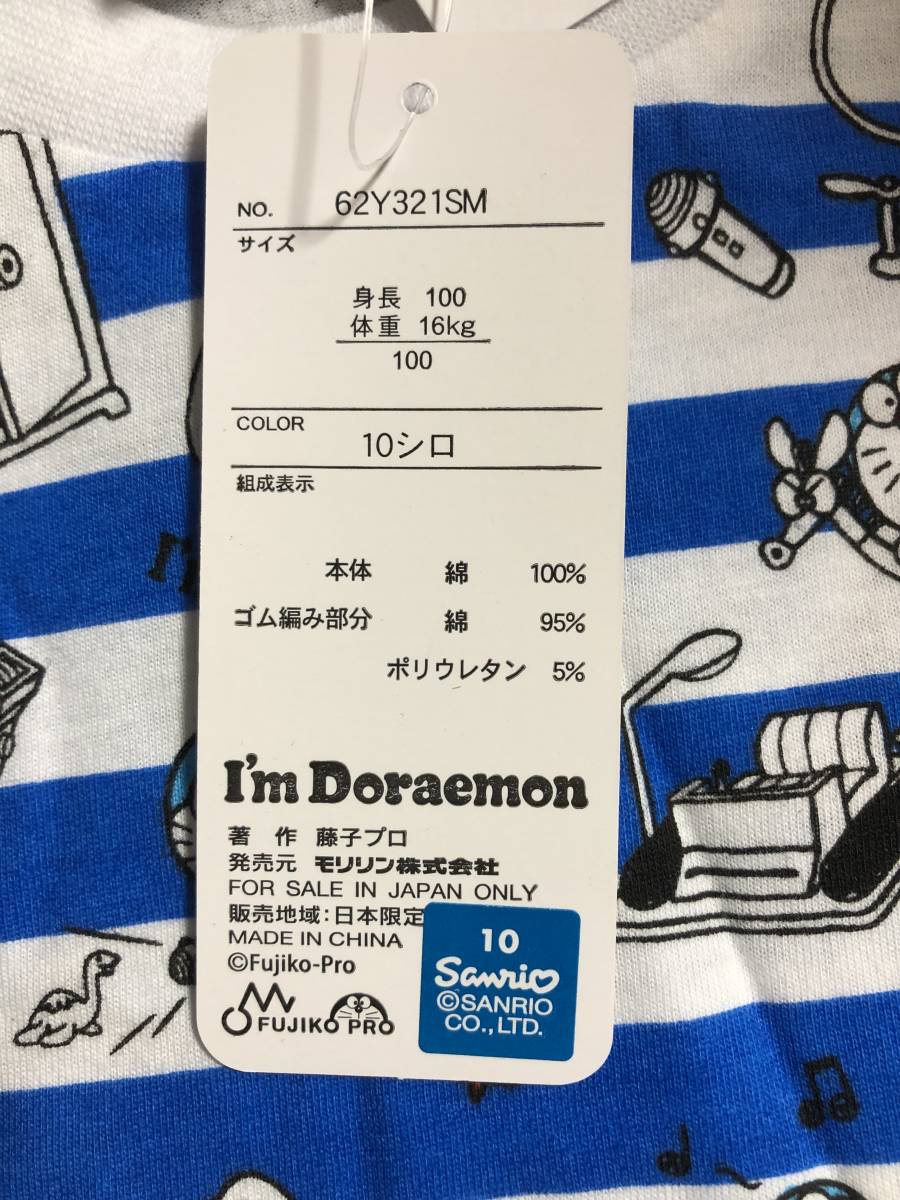 NO. 62Y321SM
サイズ
身長 100
体重 16kg
100
COLOR
10シロ
組成表示
本体 綿 100%
ゴム編み部分 綿 95%
ポリウレタン 5%
I'm Doraemon
著 作 藤子プロ
発売元 モリリン株式会社
FOR SALE IN JAPAN ONLY
販売地域:日本限定
MADE IN CHINA
©Fujiko-Pro
FUJIKO PRO
10
Sanrio
©SANRIO
CO., LTD.